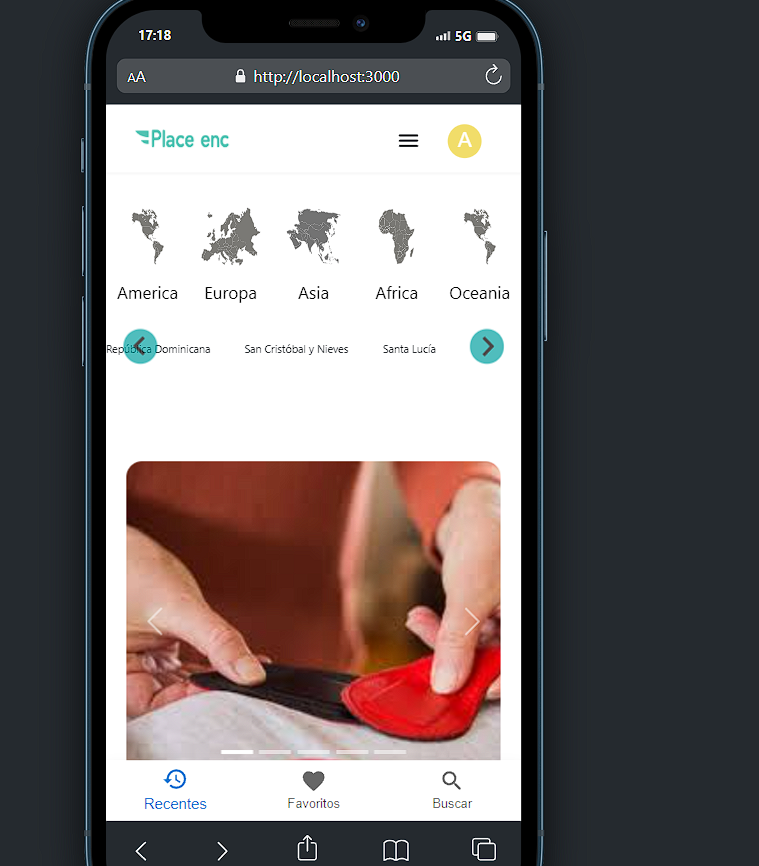 17:18
5G
AA
http://localhost:3000
Place enc
A
America
Europa
Asia
Africa
Oceania
República Dominicana
San Cristóbal y Nieves
Santa Lucía
Recentes
Favoritos
Buscar